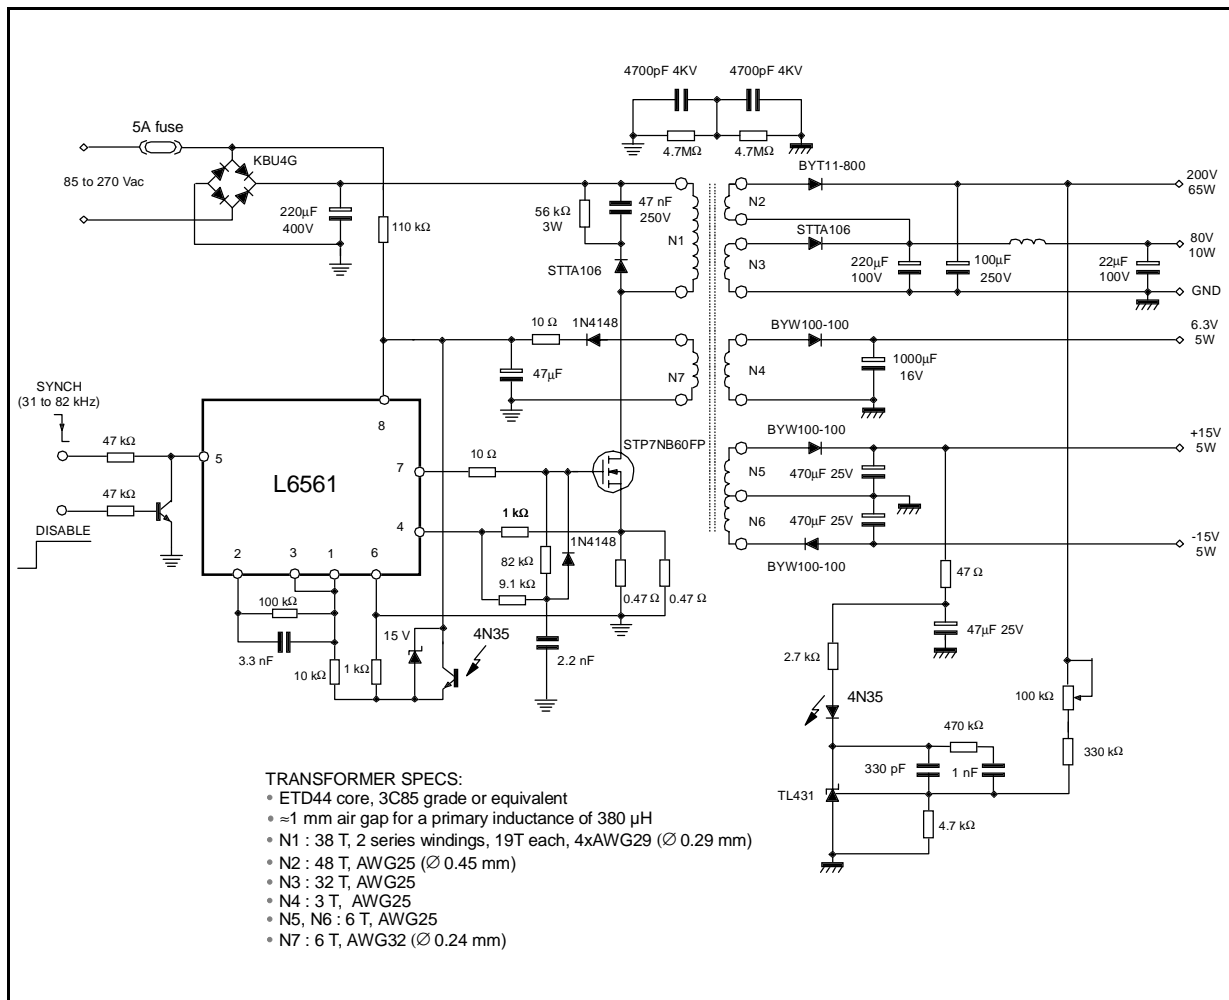 4700pF 4KV
4700pF 4KV
4.7MΩ
4.7MΩ
5A fuse
KBU4G
85 to 270 Vac
220µF
400V
110 kΩ
56 kΩ
3W
47 nF
250V
STTA106
N1
BYT11-800
N2
STTA106
N3
220µF
100V
100µF
250V
22µF
100V
200V
65W
80V
10W
GND
10 Ω
1N4148
47µF
N7
BYW100-100
N4
1000µF
16V
6.3V
5W
SYNCH
(31 to 82 kHz)
47 kΩ
5
8
47 kΩ
DISABLE
L6561
7
4
2
3
1
6
10 Ω
STP7NB60FP
1 kΩ
1N4148
82 kΩ
9.1 kΩ
0.47 Ω
0.47 Ω
2.2 nF
BYW100-100
N5
470µF 25V
N6
470µF 25V
BYW100-100
+15V
5W
-15V
5W
100 kΩ
3.3 nF
10 kΩ
1 kΩ
15 V
4N35
47 Ω
47µF 25V
2.7 kΩ
4N35
100 kΩ
470 kΩ
330 pF
1 nF
330 kΩ
TL431
4.7 kΩ
TRANSFORMER SPECS:
• ETD44 core, 3C85 grade or equivalent
• ≈1 mm air gap for a primary inductance of 380 µH
• N1 : 38 T, 2 series windings, 19T each, 4xAWG29 (∅ 0.29 mm)
• N2 : 48 T, AWG25 (∅ 0.45 mm)
• N3 : 32 T, AWG25
• N4 : 3 T, AWG25
• N5, N6 : 6 T, AWG25
• N7 : 6 T, AWG32 (∅ 0.24 mm)